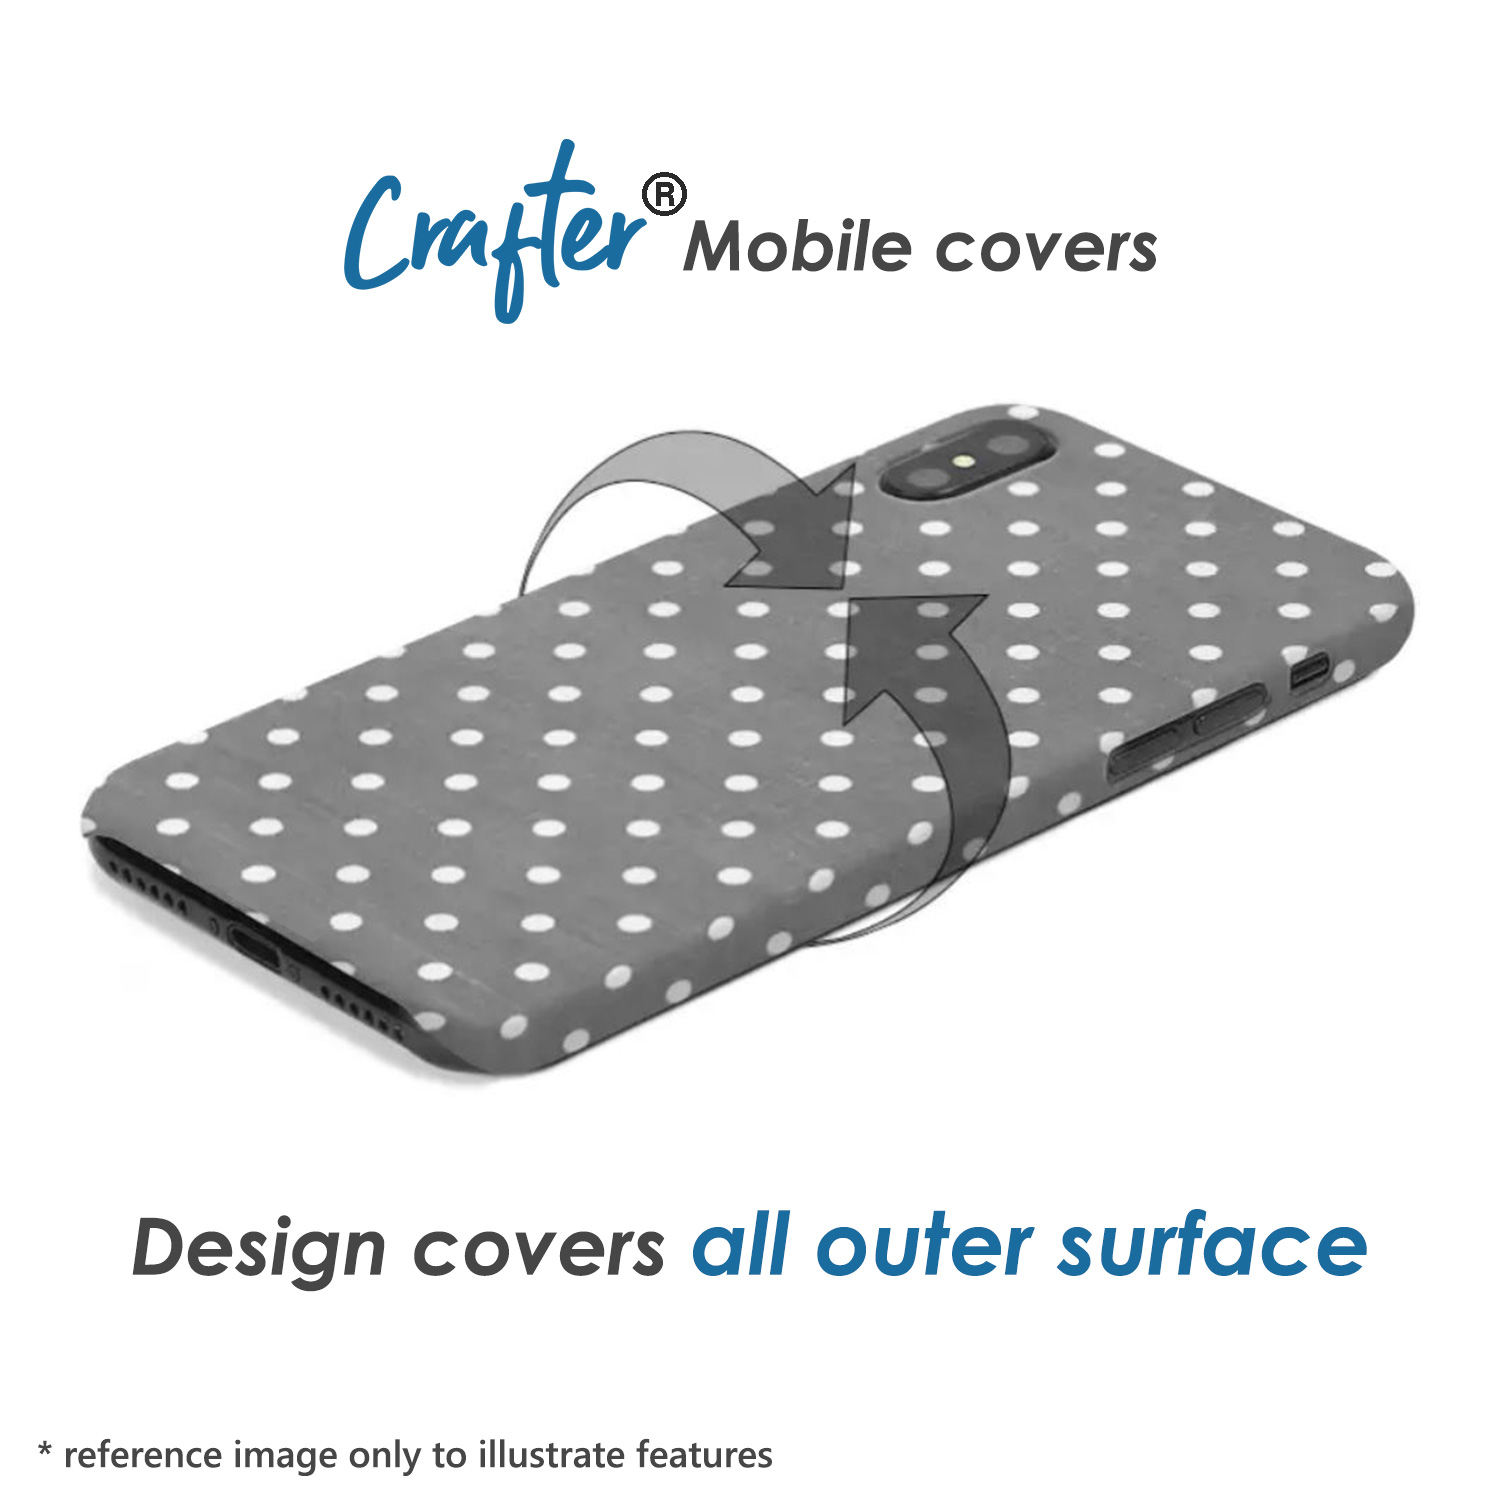 Crafter® Mobile covers
Design covers all outer surface
* reference image only to illustrate features